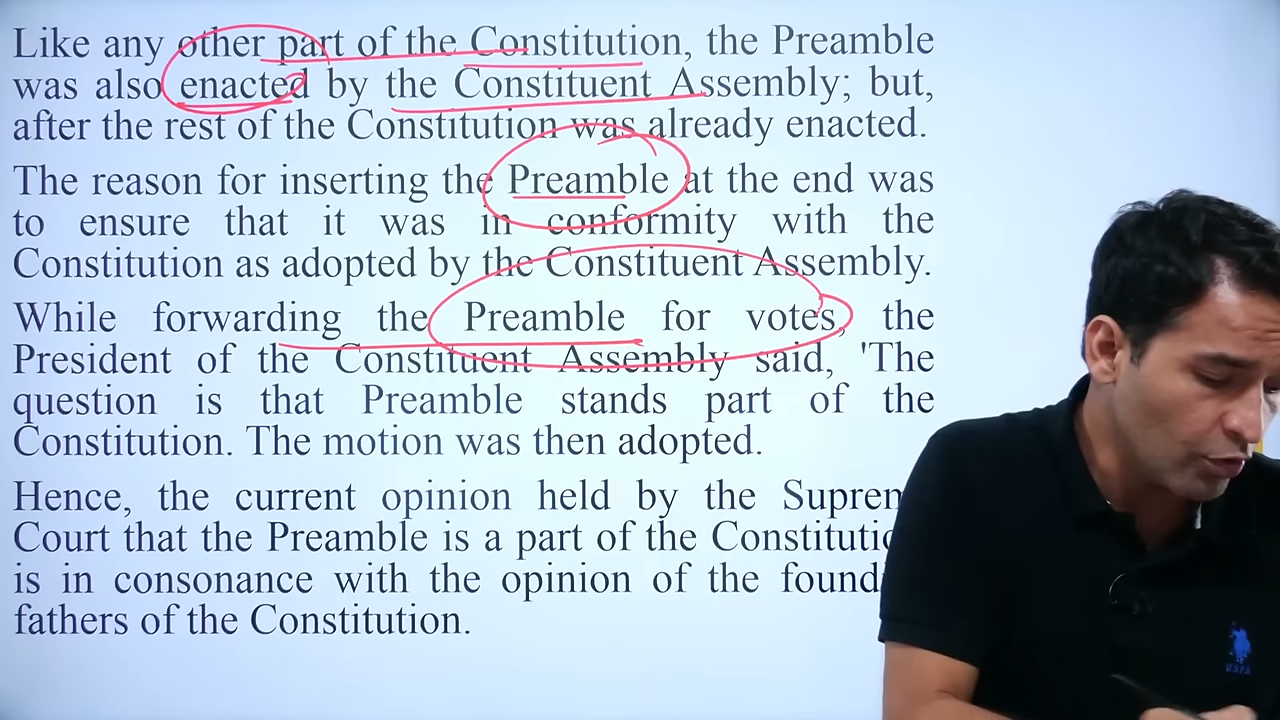 Like any other part of the Constitution, the Preamble
was also enacted by the Constituent Assembly; but,
after the rest of the Constitution was already enacted.
The reason for inserting the Preamble at the end was
to ensure that it was in conformity with the
Constitution as adopted by the Constituent Assembly.
While forwarding the Preamble for votes, the
President of the Constituent Assembly said, 'The
question is that Preamble stands part of the
Constitution. The motion was then adopted.
Hence, the current opinion held by the Suprem
Court that the Preamble is a part of the Constitutio
is in consonance with the opinion of the found
fathers of the Constitution.
USPA